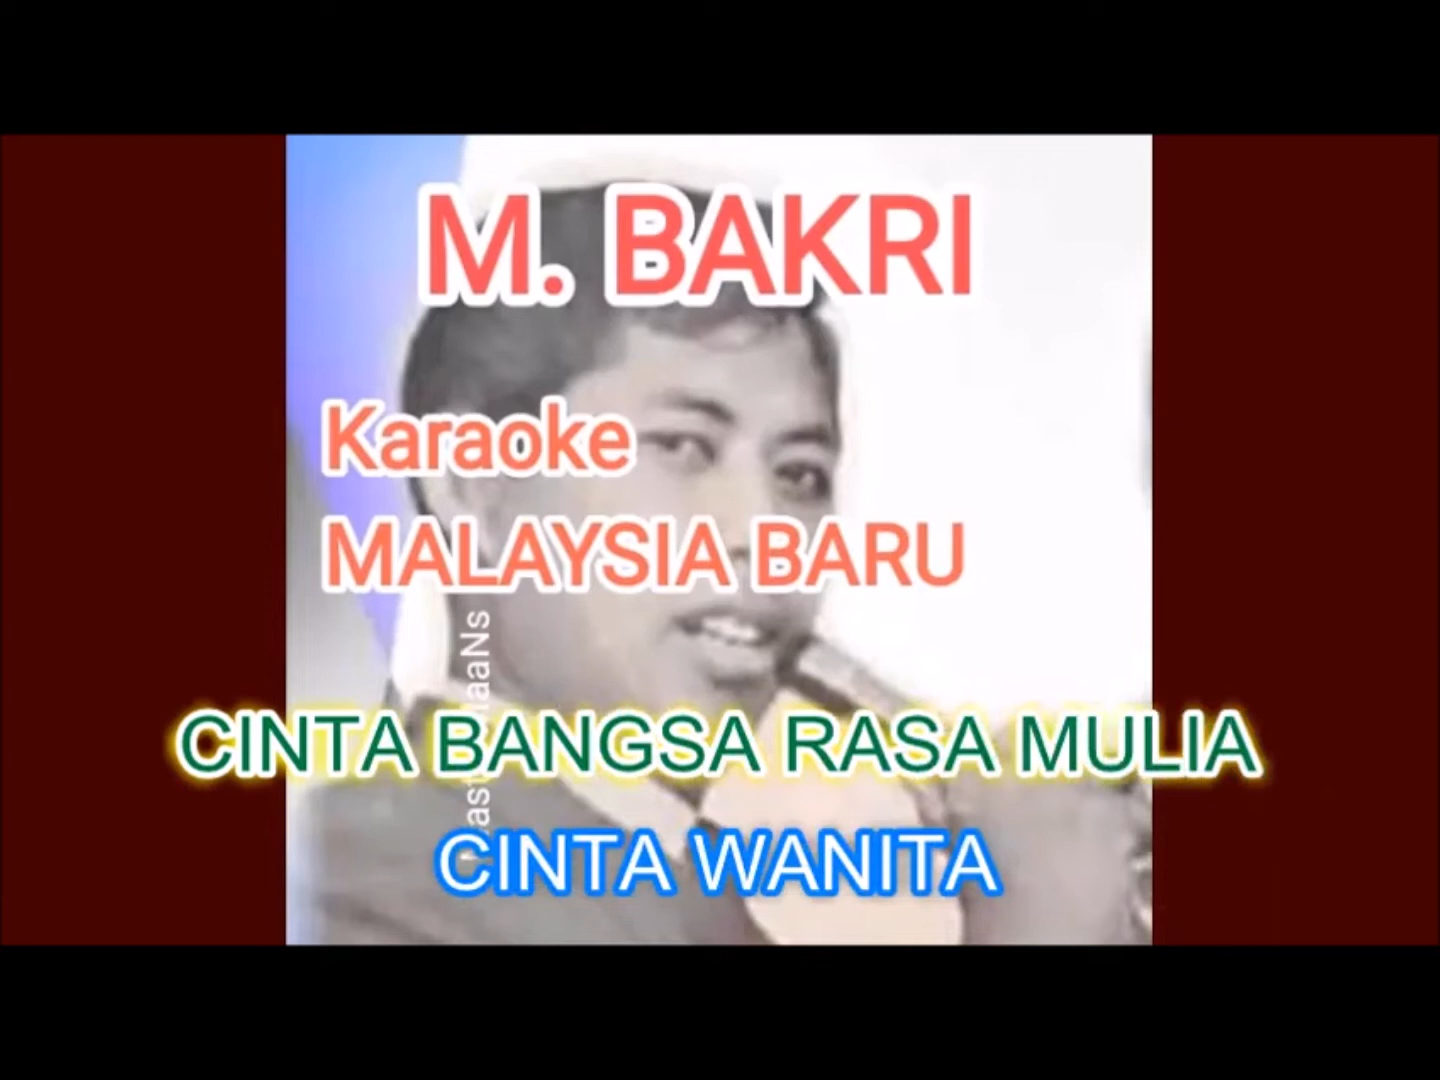 M. BAKRI
Karaoke
MALAYSIA BARU
CINTA BANGSA RASA MULIA
CINTA WANITA